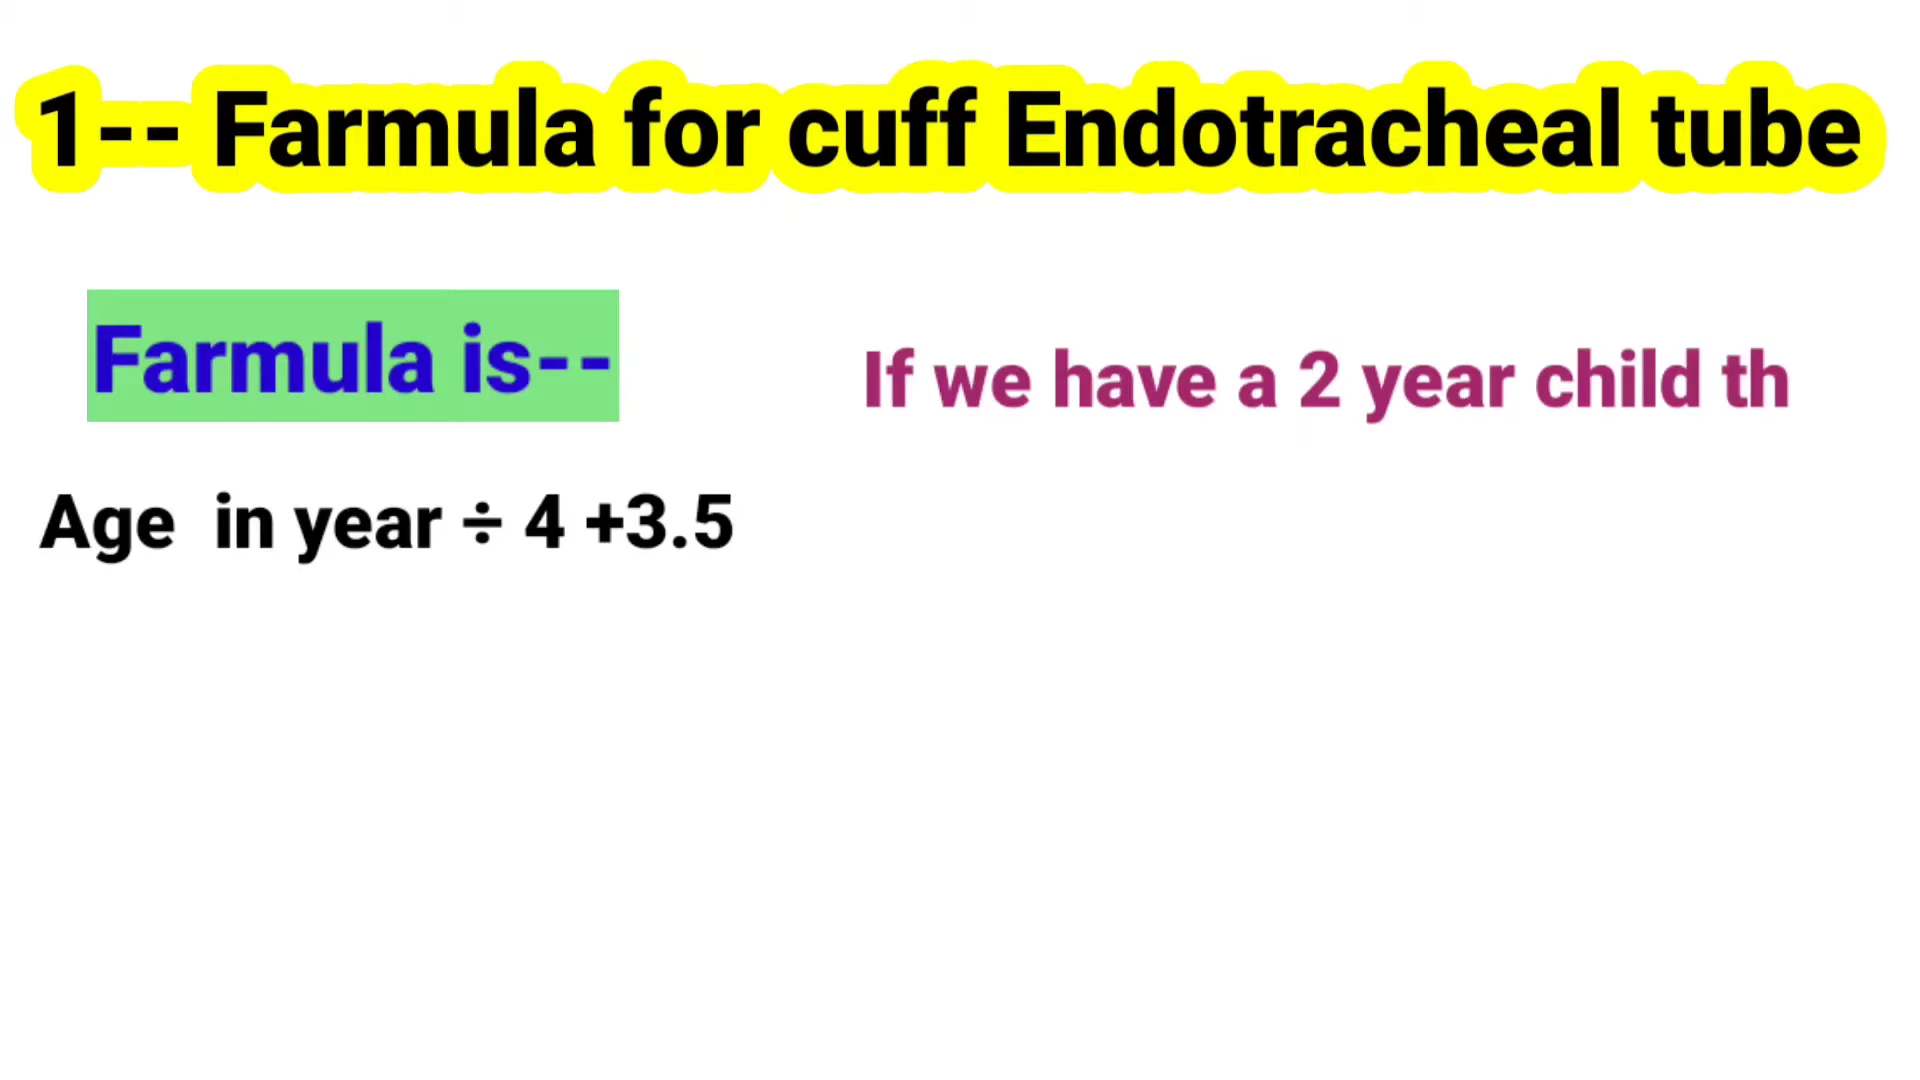 1-- Farmula for cuff Endotracheal tube
Farmula is--
If we have a 2 year child th
Age in year ÷ 4 +3.5